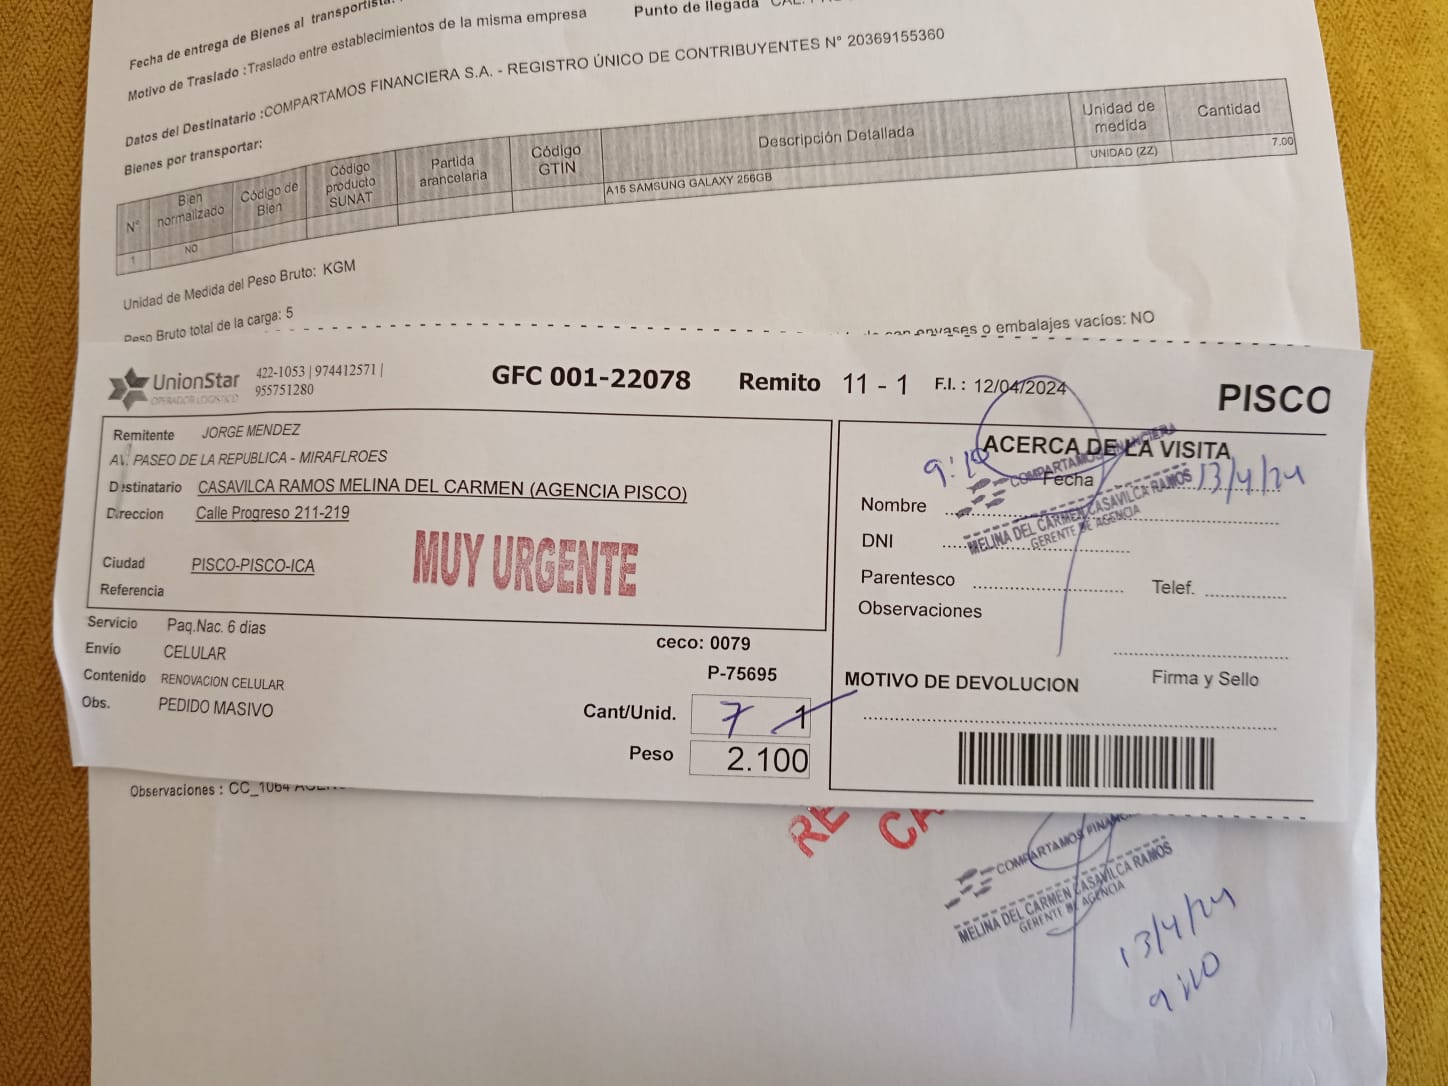 Fecha de entrega de Bienes al transportista:
Motivo de Traslado :Traslado entre establecimientos de la misma empresa
Punto de llegada
Datos del Destinatario :COMPARTAMOS FINANCIERA S.A. - REGISTRO ÚNICO DE CONTRIBUYENTES N° 20369155360
Bienes por transportar:
N° Bien normalizado Código de Bien Código producto SUNAT Partida arancelaria Código GTIN Descripción Detallada Unidad de medida Cantidad
1 NO A15 SAMSUNG GALAXY 256GB UNIDAD (ZZ) 7.00
Unidad de Medida del Peso Bruto: KGM
Peso Bruto total de la carga: 5
envases o embalajes vacíos: NO
UnionStar
OPERADOR LOGISTICO
422-1053 | 974412571 |
955751280
GFC 001-22078 Remito 11 - 1 F.I. : 12/04/2024
PISCO
Remitente JORGE MENDEZ
AV. PASEO DE LA REPUBLICA - MIRAFLROES
Destinatario CASAVILCA RAMOS MELINA DEL CARMEN (AGENCIA PISCO)
Direccion Calle Progreso 211-219
Ciudad PISCO-PISCO-ICA
Referencia
MUY URGENTE
Servicio Paq.Nac. 6 dias
Envío CELULAR
Contenido RENOVACION CELULAR
Obs. PEDIDO MASIVO
ceco: 0079
P-75695
Cant/Unid. 7 1
Peso 2.100
ACERCA DE LA VISITA
9:10 Fecha 13/4/24
COMPARTAMOS FINANCIERA
MELINA DEL CARMEN CASAVILCA RAMOS
GERENTE DE AGENCIA
Nombre
DNI
Parentesco Telef.
Observaciones
Firma y Sello
MOTIVO DE DEVOLUCION
Observaciones : CC_1064
RE
CA
COMPARTAMOS FINANC
MELINA DEL CARMEN CASAVILCA RAMOS
GERENTE DE AGENCIA
13/4/24
9:10